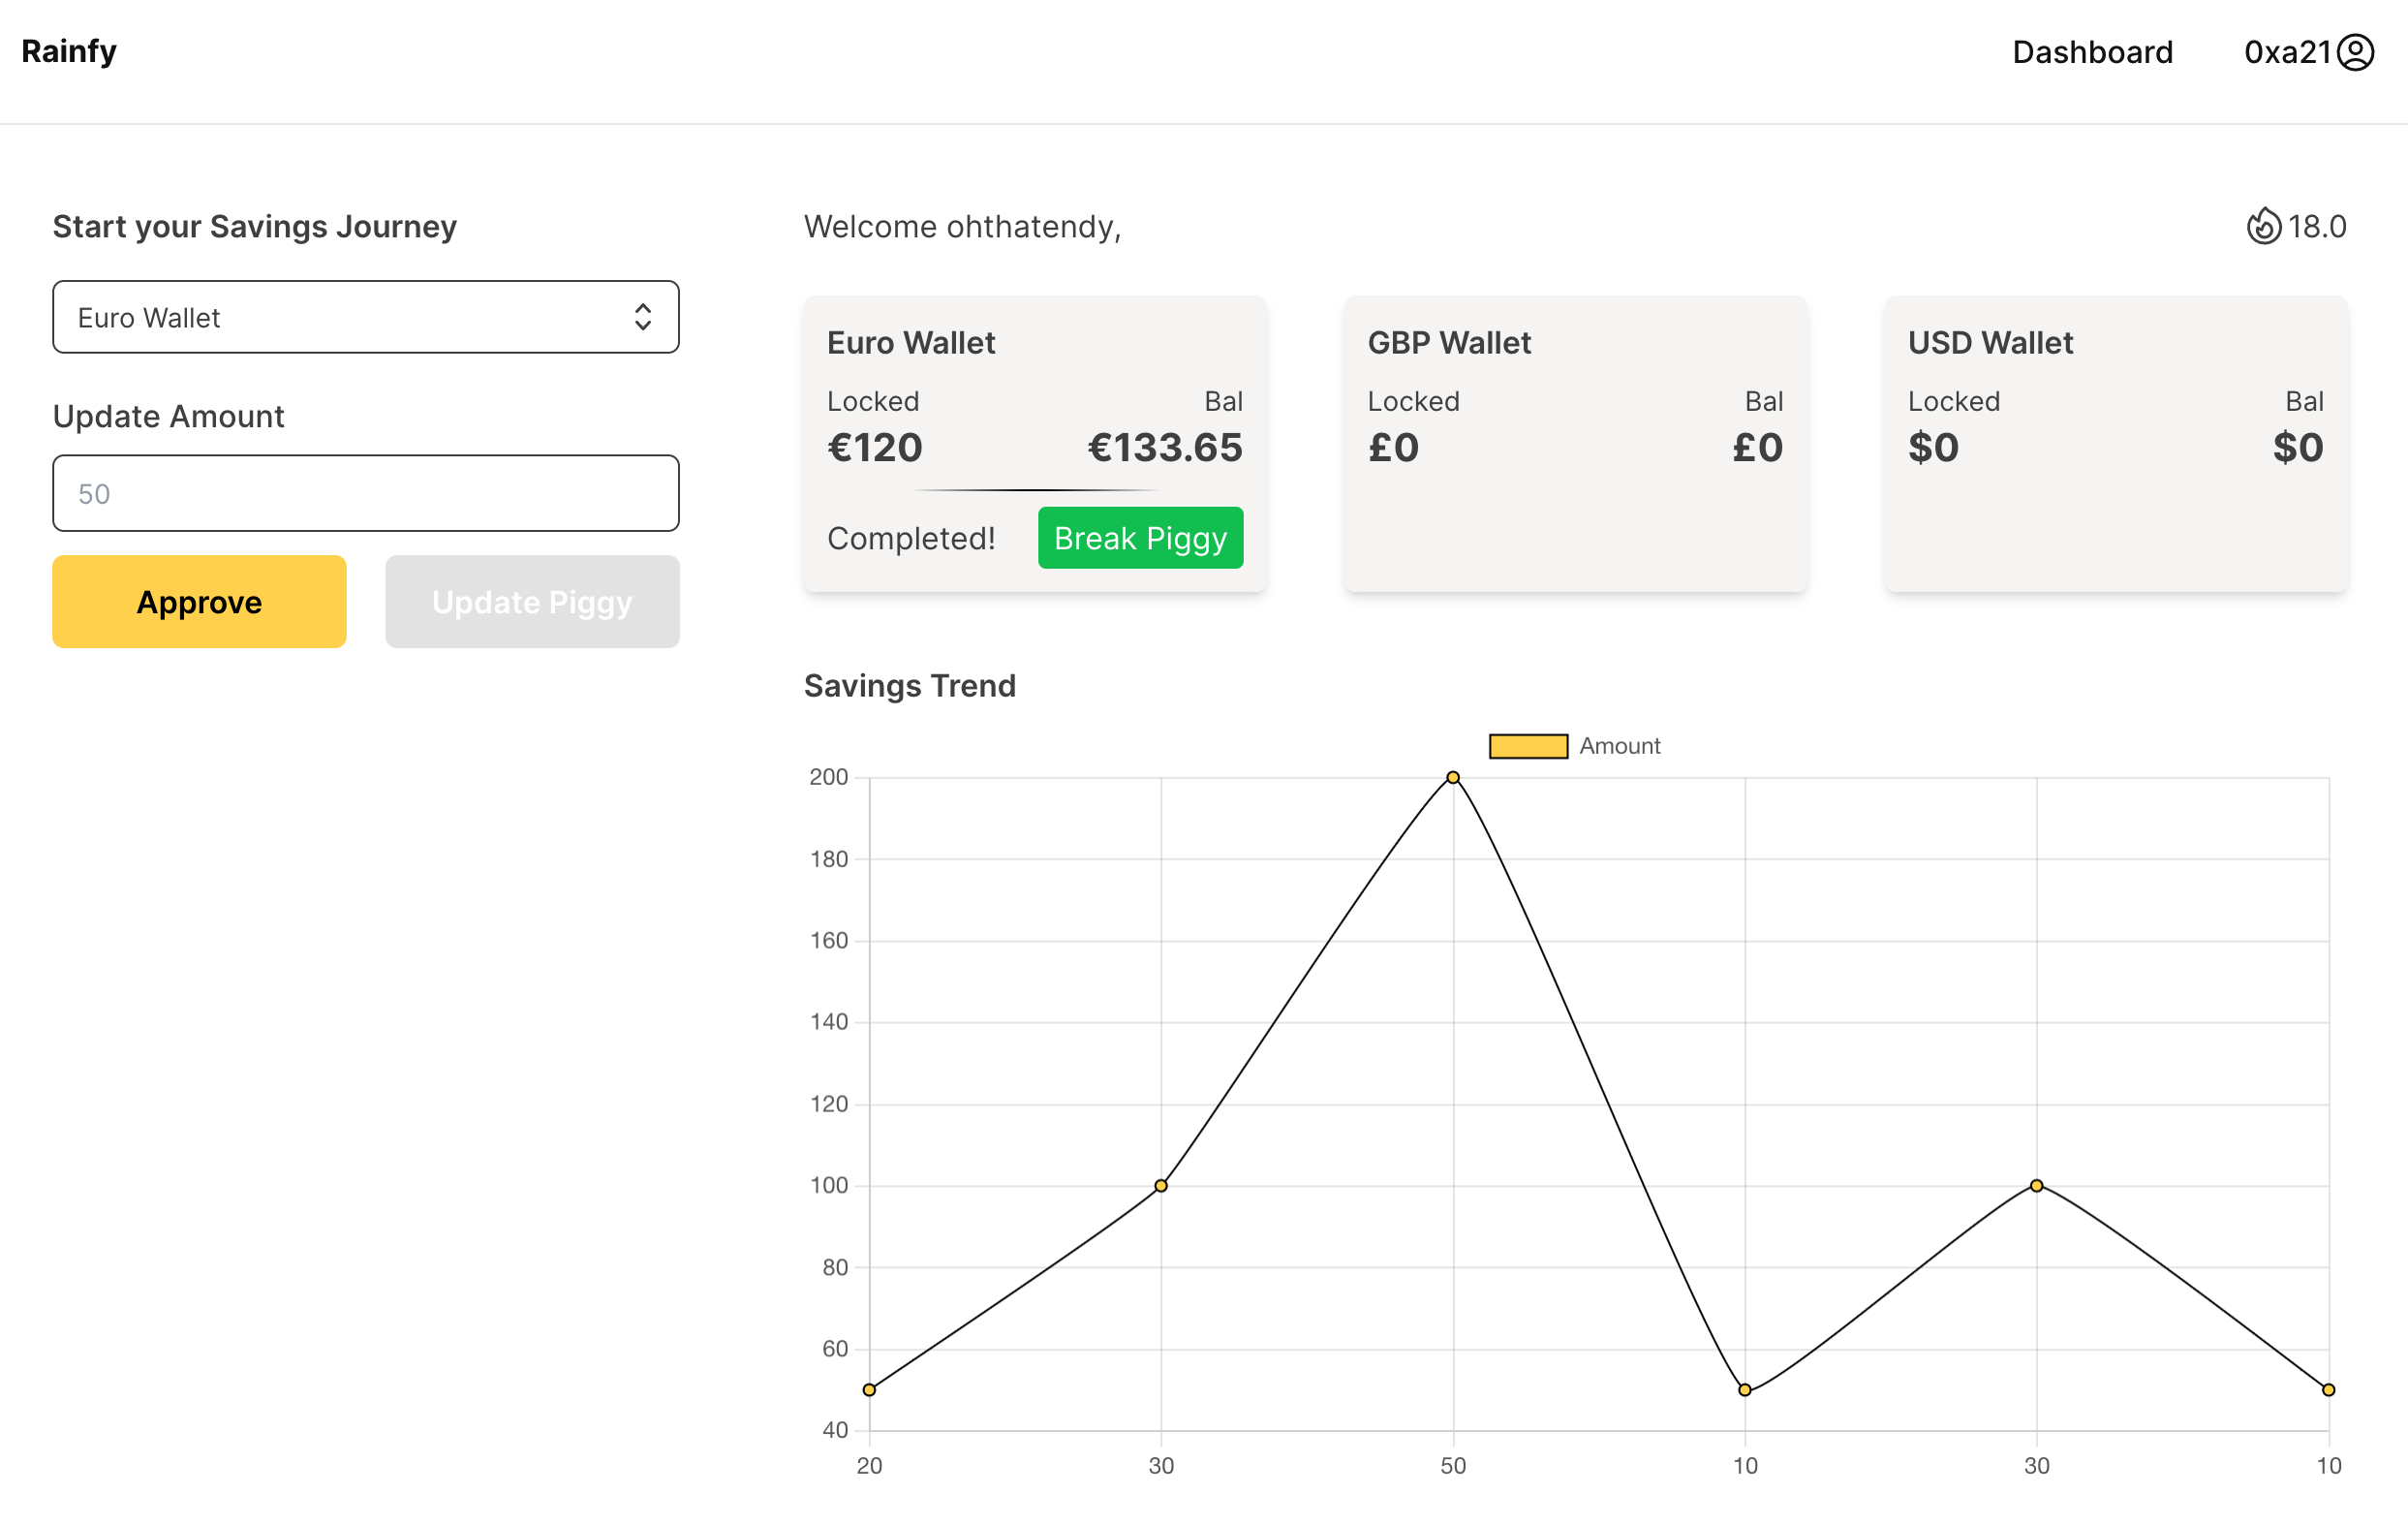 Rainfy
Dashboard
0xa21
Start your Savings Journey
Euro Wallet
Update Amount
50
Approve
Update Piggy
Welcome ohthatendy,
18.0
Euro Wallet
Locked Bal
€120 €133.65
Completed!
Break Piggy
GBP Wallet
Locked Bal
£0 £0
USD Wallet
Locked Bal
$0 $0
Savings Trend
Amount
200
180
160
140
120
100
80
60
40
20 30 50 10 30 10